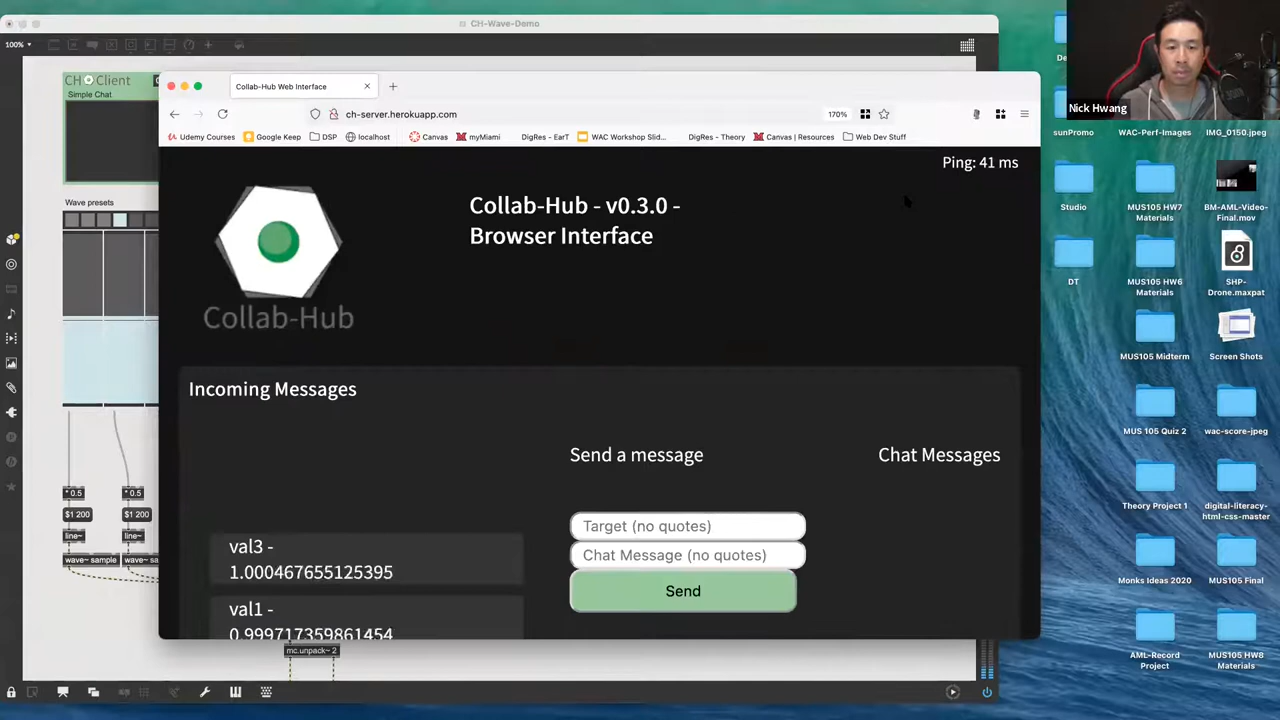 CH-Wave-Demo
100%
CH Client
Simple Chat
Wave presets
* 0.5
* 0.5
$1 200
$1 200
line~
line~
wave~ sample
wave~ sa
mc.unpack~ 2
Collab-Hub Web Interface
ch-server.herokuapp.com
170%
Udemy Courses
Google Keep
DSP
localhost
Canvas
myMiami
DigRes - EarT
WAC Workshop Slid...
DigRes - Theory
Canvas | Resources
Web Dev Stuff
Ping: 41 ms
Collab-Hub - v0.3.0 -
Browser Interface
Collab-Hub
Incoming Messages
Send a message
Chat Messages
Target (no quotes)
Chat Message (no quotes)
Send
val3 -
1.000467655125395
val1 -
0.999717359861454
Nick Hwang
sunPromo
WAC-Perf-Images
IMG_0150.jpeg
Studio
MUS105 HW7
Materials
BM-AML-Video-
Final.mov
DT
MUS105 HW6
Materials
SHP-
Drone.maxpat
MUS105 Midterm
Screen Shots
MUS 105 Quiz 2
wac-score-jpeg
Theory Project 1
digital-literacy-
html-css-master
Monks Ideas 2020
MUS105 Final
AML-Record
Project
MUS105 HW8
Materials